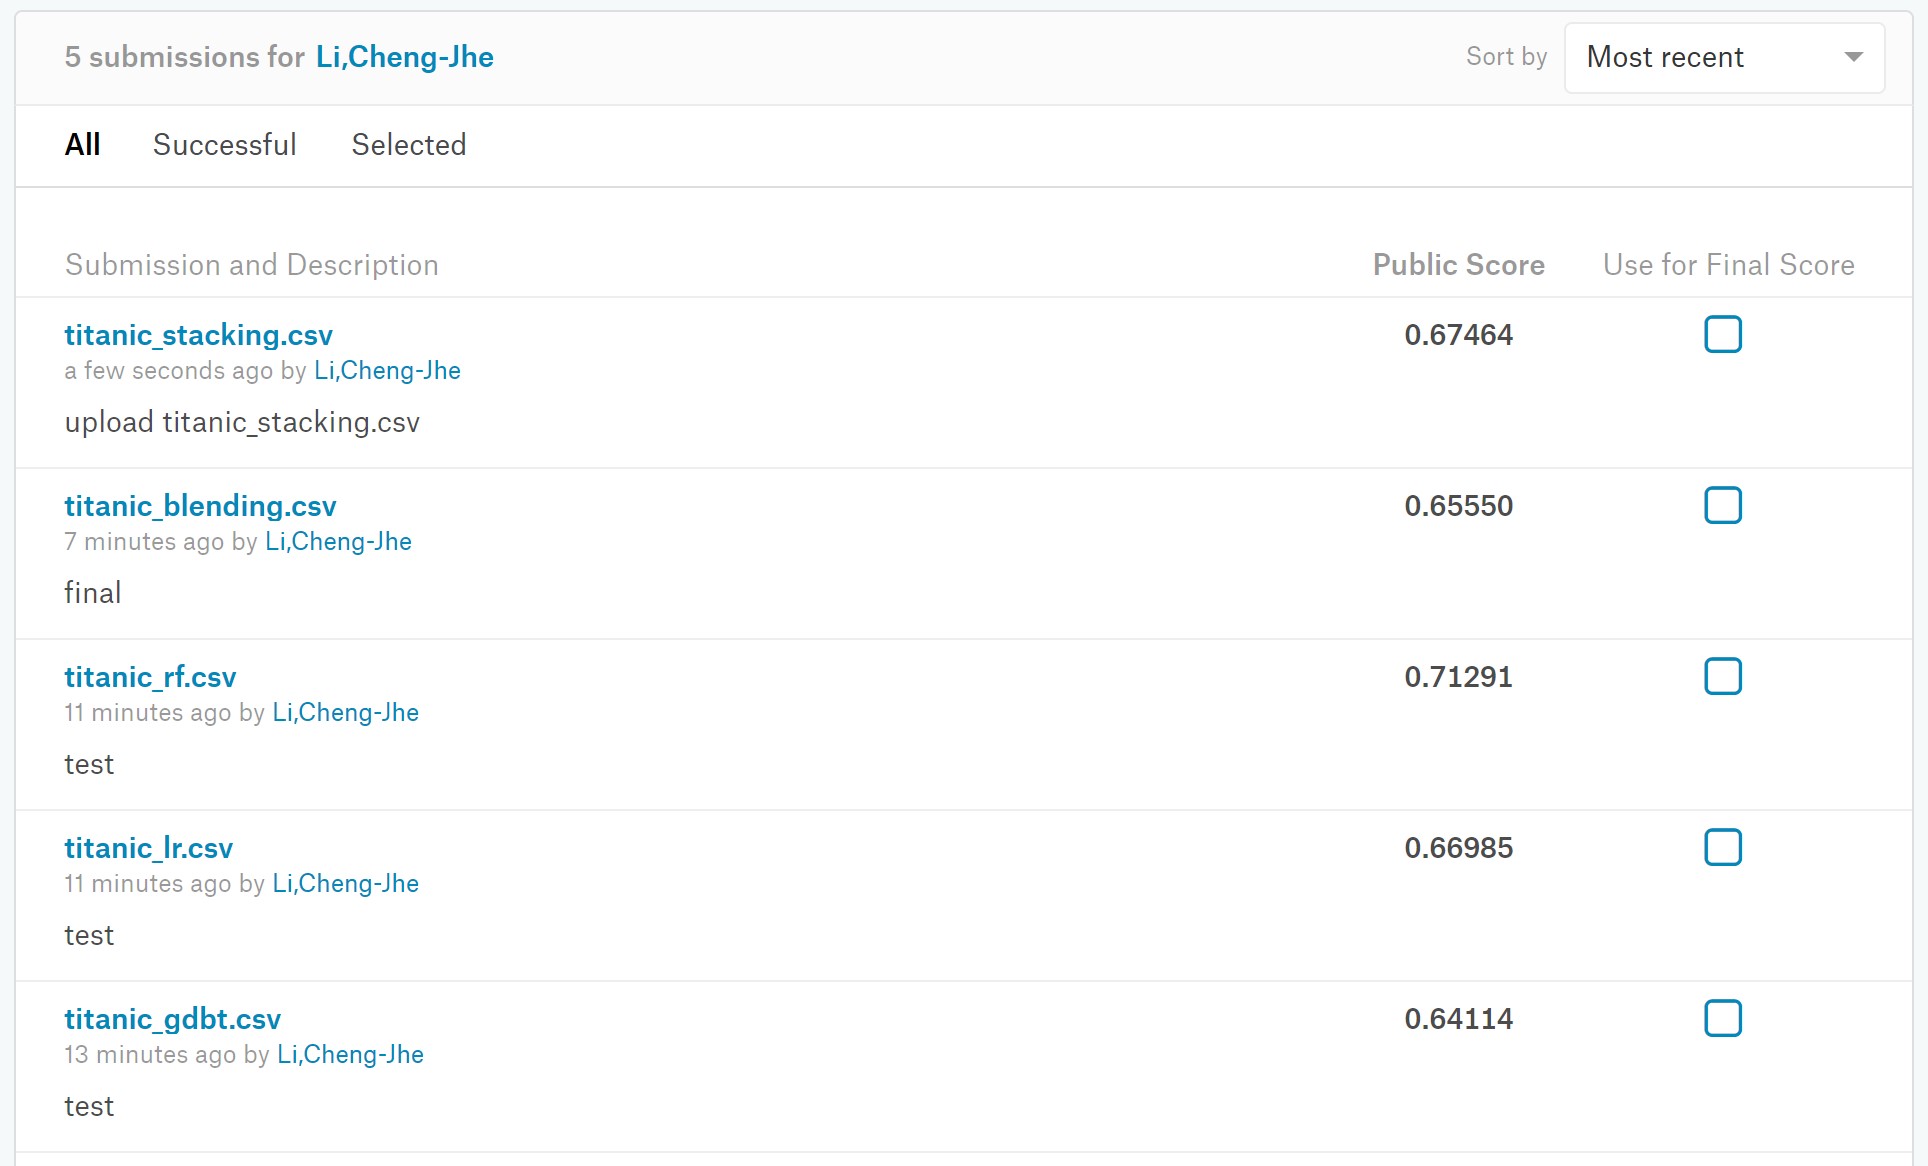 5 submissions for Li,Cheng-Jhe
Sort by Most recent
All Successful Selected
Submission and Description Public Score Use for Final Score
titanic_stacking.csv 0.67464
a few seconds ago by Li,Cheng-Jhe
upload titanic_stacking.csv
titanic_blending.csv 0.65550
7 minutes ago by Li,Cheng-Jhe
final
titanic_rf.csv 0.71291
11 minutes ago by Li,Cheng-Jhe
test
titanic_lr.csv 0.66985
11 minutes ago by Li,Cheng-Jhe
test
titanic_gdbt.csv 0.64114
13 minutes ago by Li,Cheng-Jhe
test